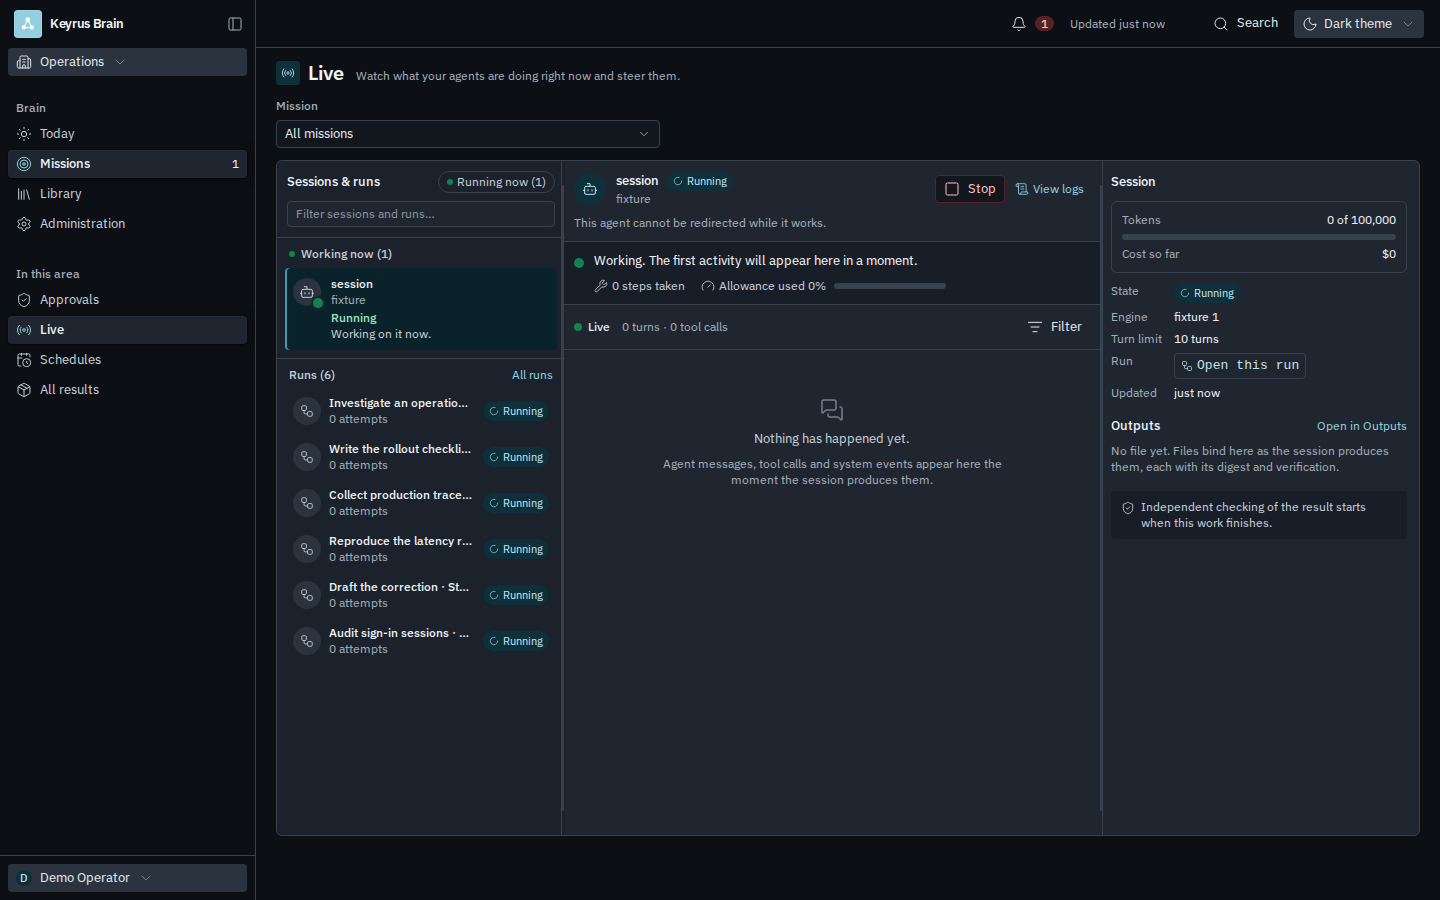 Keyrus Brain
Operations
Brain
Today
Missions 1
Library
Administration
In this area
Approvals
Live
Schedules
All results
D Demo Operator
1 Updated just now Search Dark theme
Live Watch what your agents are doing right now and steer them.
Mission
All missions
Sessions & runs Running now (1)
Filter sessions and runs...
Working now (1)
session
fixture
Running
Working on it now.
Runs (6) All runs
Investigate an operatio... Running
0 attempts
Write the rollout checkli... Running
0 attempts
Collect production trace... Running
0 attempts
Reproduce the latency r... Running
0 attempts
Draft the correction · St... Running
0 attempts
Audit sign-in sessions · ... Running
0 attempts
session Running
fixture
Stop View logs
This agent cannot be redirected while it works.
Working. The first activity will appear here in a moment.
0 steps taken Allowance used 0%
Live 0 turns · 0 tool calls Filter
Nothing has happened yet.
Agent messages, tool calls and system events appear here the
moment the session produces them.
Session
Tokens 0 of 100,000
Cost so far $0
State Running
Engine fixture 1
Turn limit 10 turns
Run Open this run
Updated just now
Outputs Open in Outputs
No file yet. Files bind here as the session produces
them, each with its digest and verification.
Independent checking of the result starts
when this work finishes.